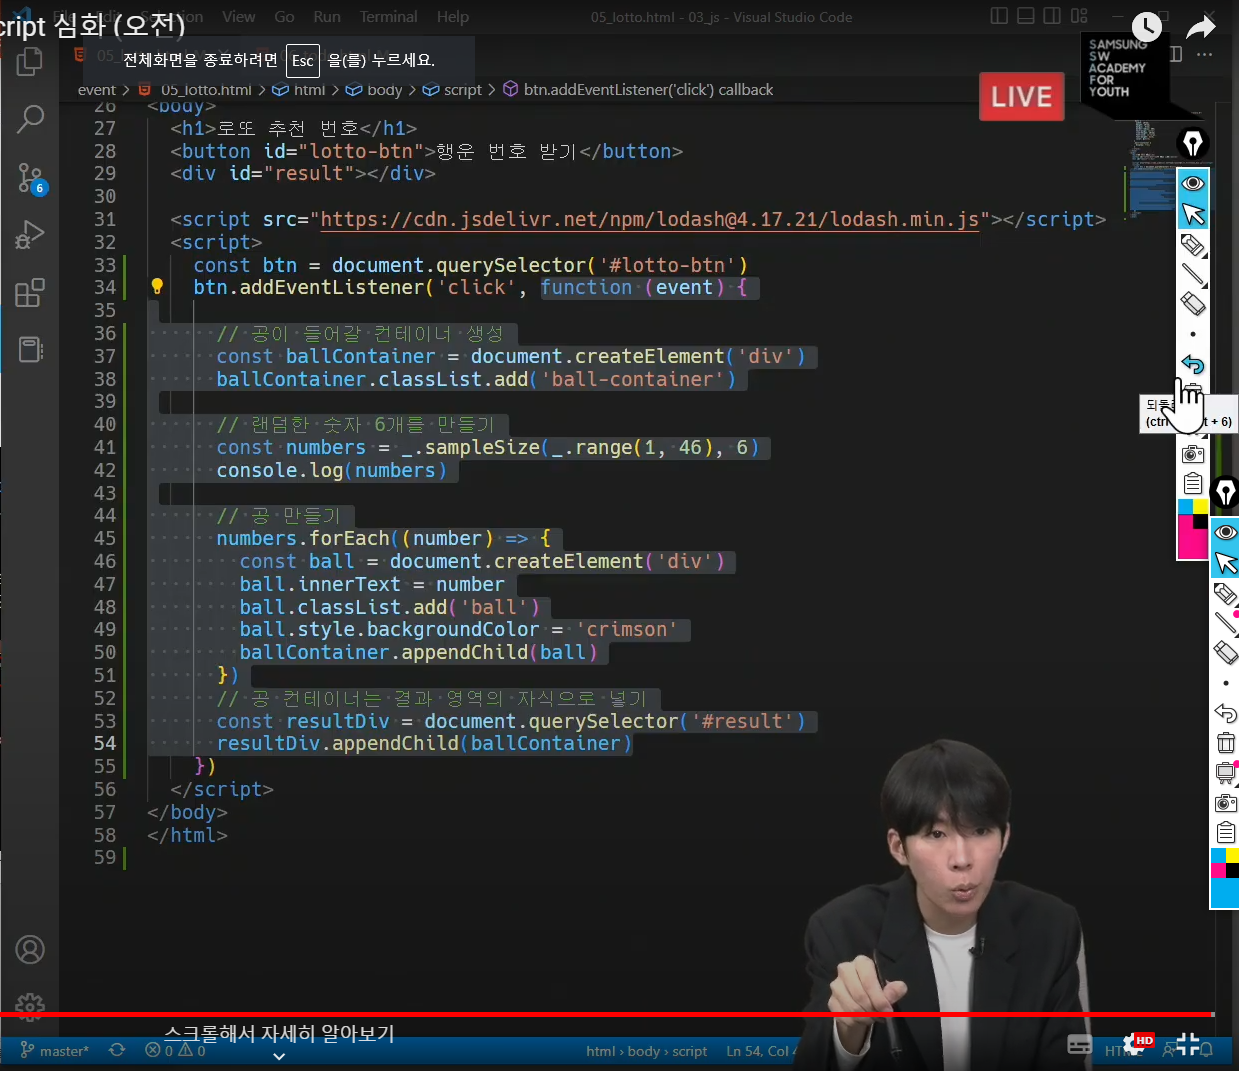 cript 심화 (오전)
File Edit Selection View Go Run Terminal Help
05_lotto.html - 03_js - Visual Studio Code
전체화면을 종료하려면 Esc 을(를) 누르세요.
SAMSUNG
SW
ACADEMY
FOR
YOUTH
LIVE
event > 05_lotto.html > html > body > script > btn.addEventListener('click') callback
26 <body>
27 <h1>로또 추천 번호</h1>
28 <button id="lotto-btn">행운 번호 받기</button>
29 <div id="result"></div>
30
31 <script src="https://cdn.jsdelivr.net/npm/lodash@4.17.21/lodash.min.js"></script>
32 <script>
33 const btn = document.querySelector('#lotto-btn')
34 btn.addEventListener('click', function (event) {
35
36 // 공이 들어갈 컨테이너 생성
37 const ballContainer = document.createElement('div')
38 ballContainer.classList.add('ball-container')
39
40 // 랜덤한 숫자 6개를 만들기
41 const numbers = _.sampleSize(_.range(1, 46), 6)
42 console.log(numbers)
43
44 // 공 만들기
45 numbers.forEach((number) => {
46 const ball = document.createElement('div')
47 ball.innerText = number
48 ball.classList.add('ball')
49 ball.style.backgroundColor = 'crimson'
50 ballContainer.appendChild(ball)
51 })
52 // 공 컨테이너는 결과 영역의 자식으로 넣기
53 const resultDiv = document.querySelector('#result')
54 resultDiv.appendChild(ballContainer)
55 })
56 </script>
57 </body>
58 </html>
59
6
+ 6)
스크롤해서 자세히 알아보기
master* 0 0
html > body > script Ln 54, Col
HD